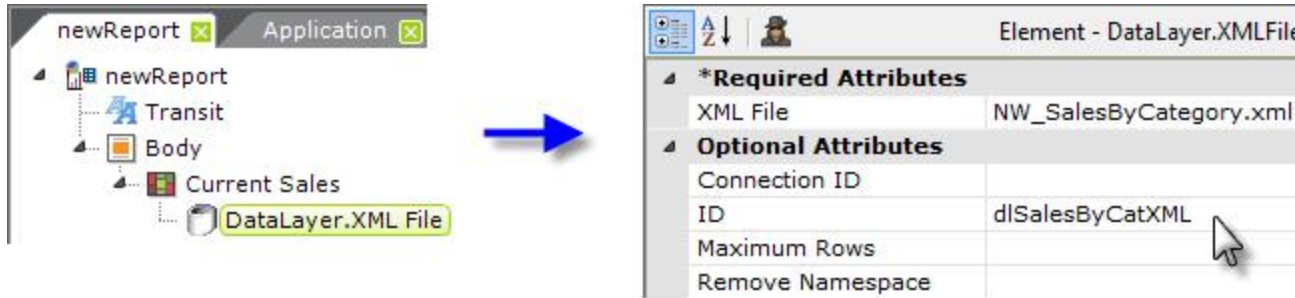 newReport
Application
newReport
Transit
Body
Current Sales
DataLayer.XML File
Element - DataLayer.XMLFile
*Required Attributes
XML File NW_SalesByCategory.xml
Optional Attributes
Connection ID
ID dlSalesByCatXML
Maximum Rows
Remove Namespace